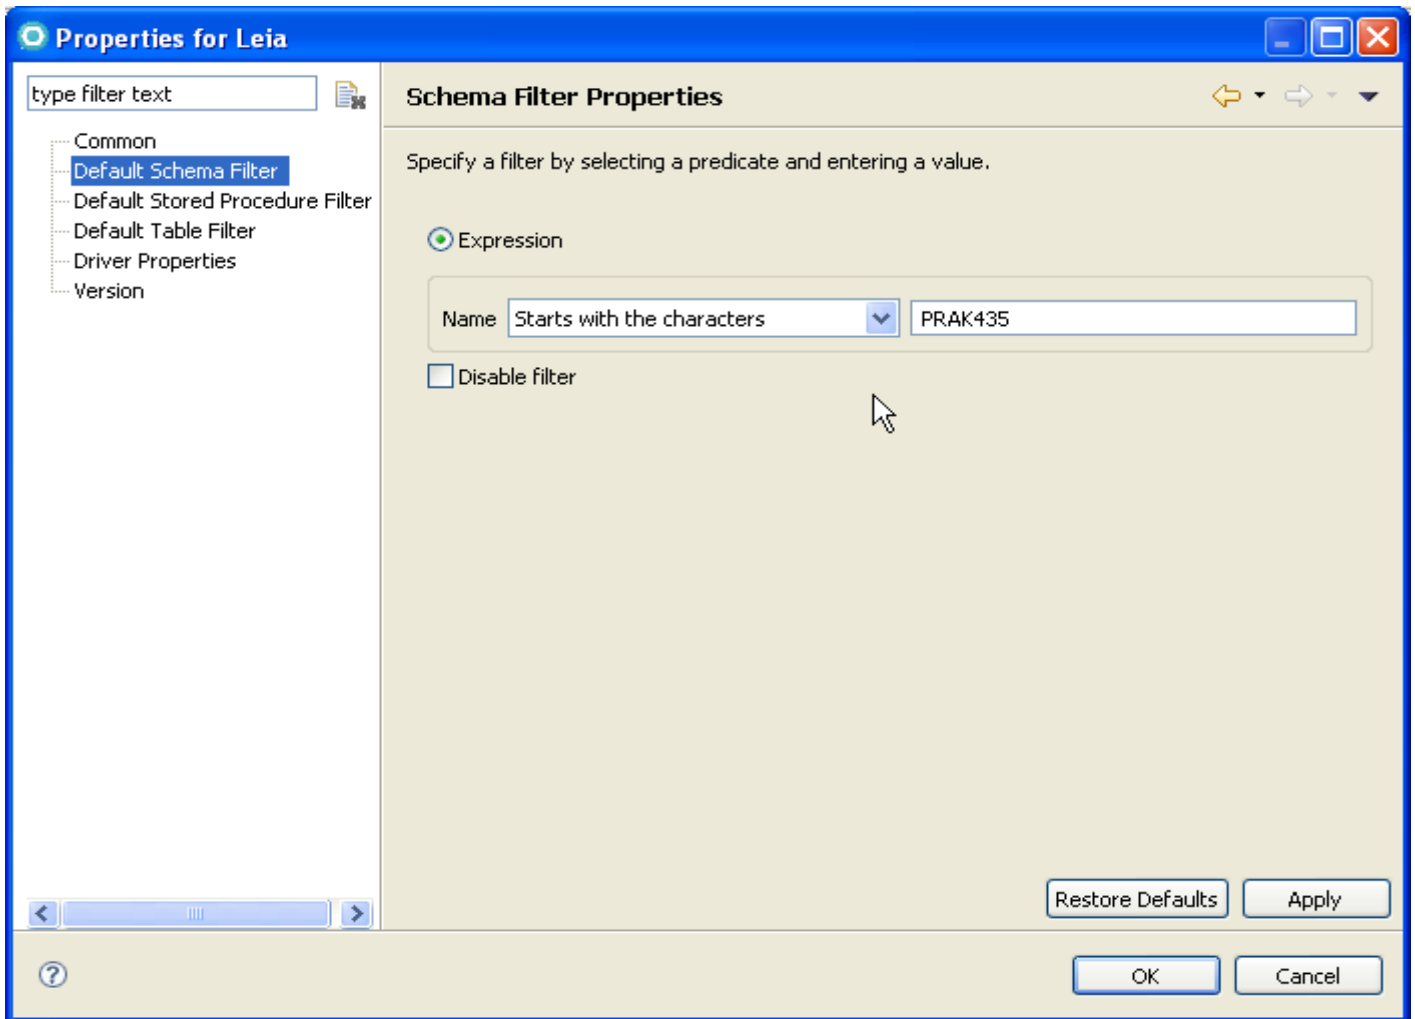 Properties for Leia
type filter text
Common
Default Schema Filter
Default Stored Procedure Filter
Default Table Filter
Driver Properties
Version
Schema Filter Properties
Specify a filter by selecting a predicate and entering a value.
Expression
Name Starts with the characters PRAK435
Disable filter
Restore Defaults Apply
? OK Cancel